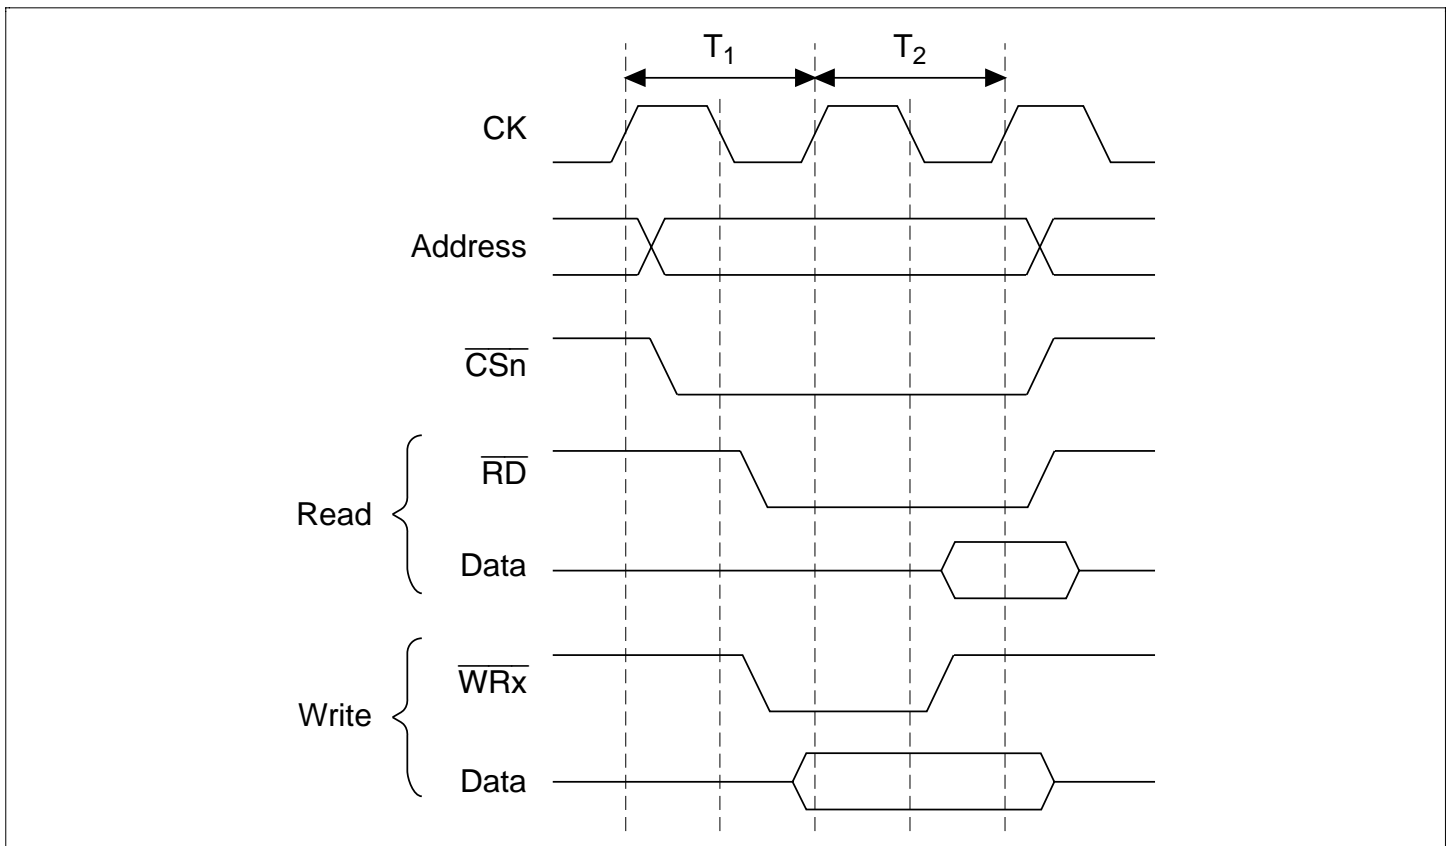 T1 T2
CK
Address
CSn
RD
Read
Data
WRx
Write
Data